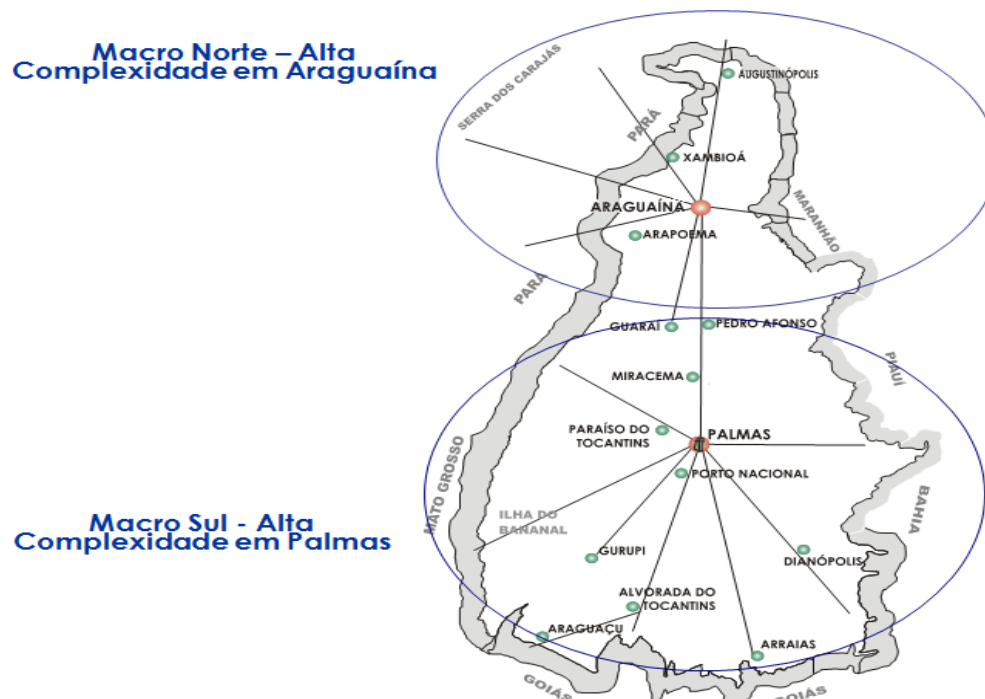 Macro Norte – Alta
Complexidade em Araguaína
SERRA DOS CARAJÁS
PARÁ
AUGUSTINÓPOLIS
XAMBIOÁ
ARAGUAÍNA
MARANHÃO
ARAPOEMA
PARÁ
GUARAÍ
PEDRO AFONSO
PIAUÍ
MIRACEMA
PARAÍSO DO
TOCANTINS
PALMAS
MATO GROSSO
PORTO NACIONAL
BAHIA
Macro Sul - Alta
Complexidade em Palmas
ILHA DO
BANANAL
GURUPI
DIANÓPOLIS
ALVORADA DO
TOCANTINS
ARAGUAÇU
ARRAIAS
GOIÁS
GOIÁS